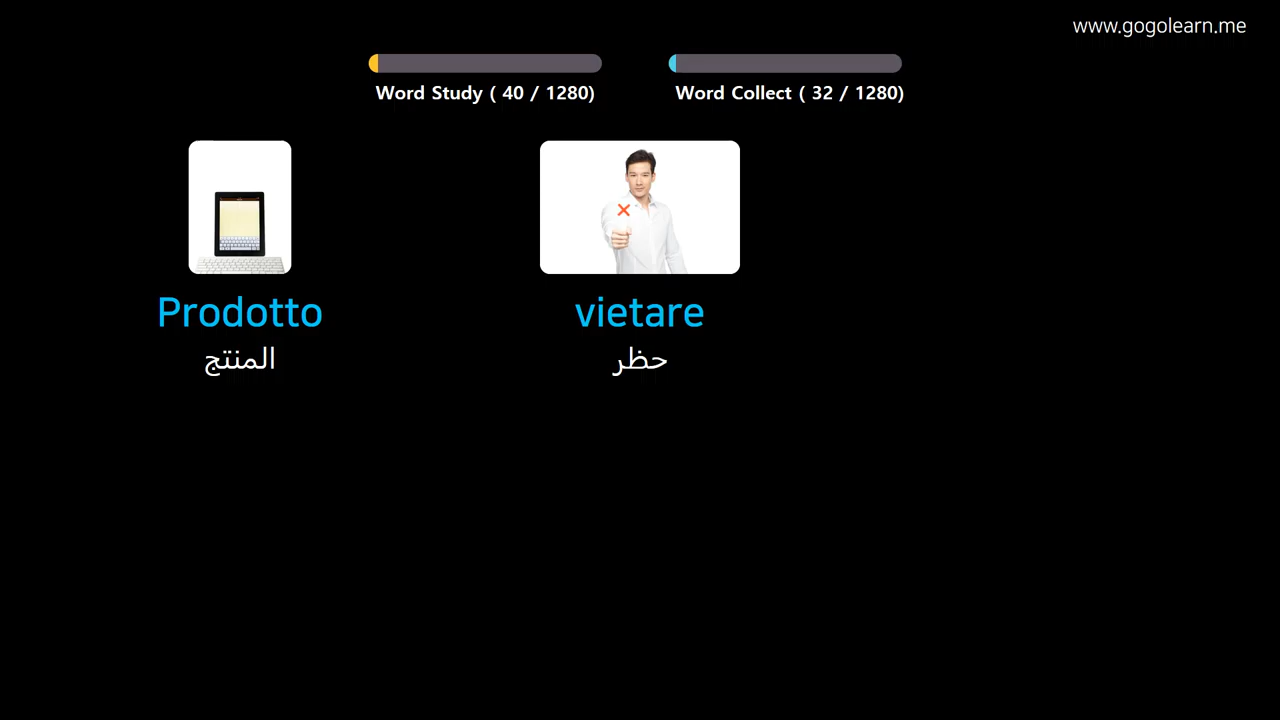 www.gogolearn.me
Word Study ( 40 / 1280)
Word Collect ( 32 / 1280)
Prodotto
المنتج
vietare
حظر